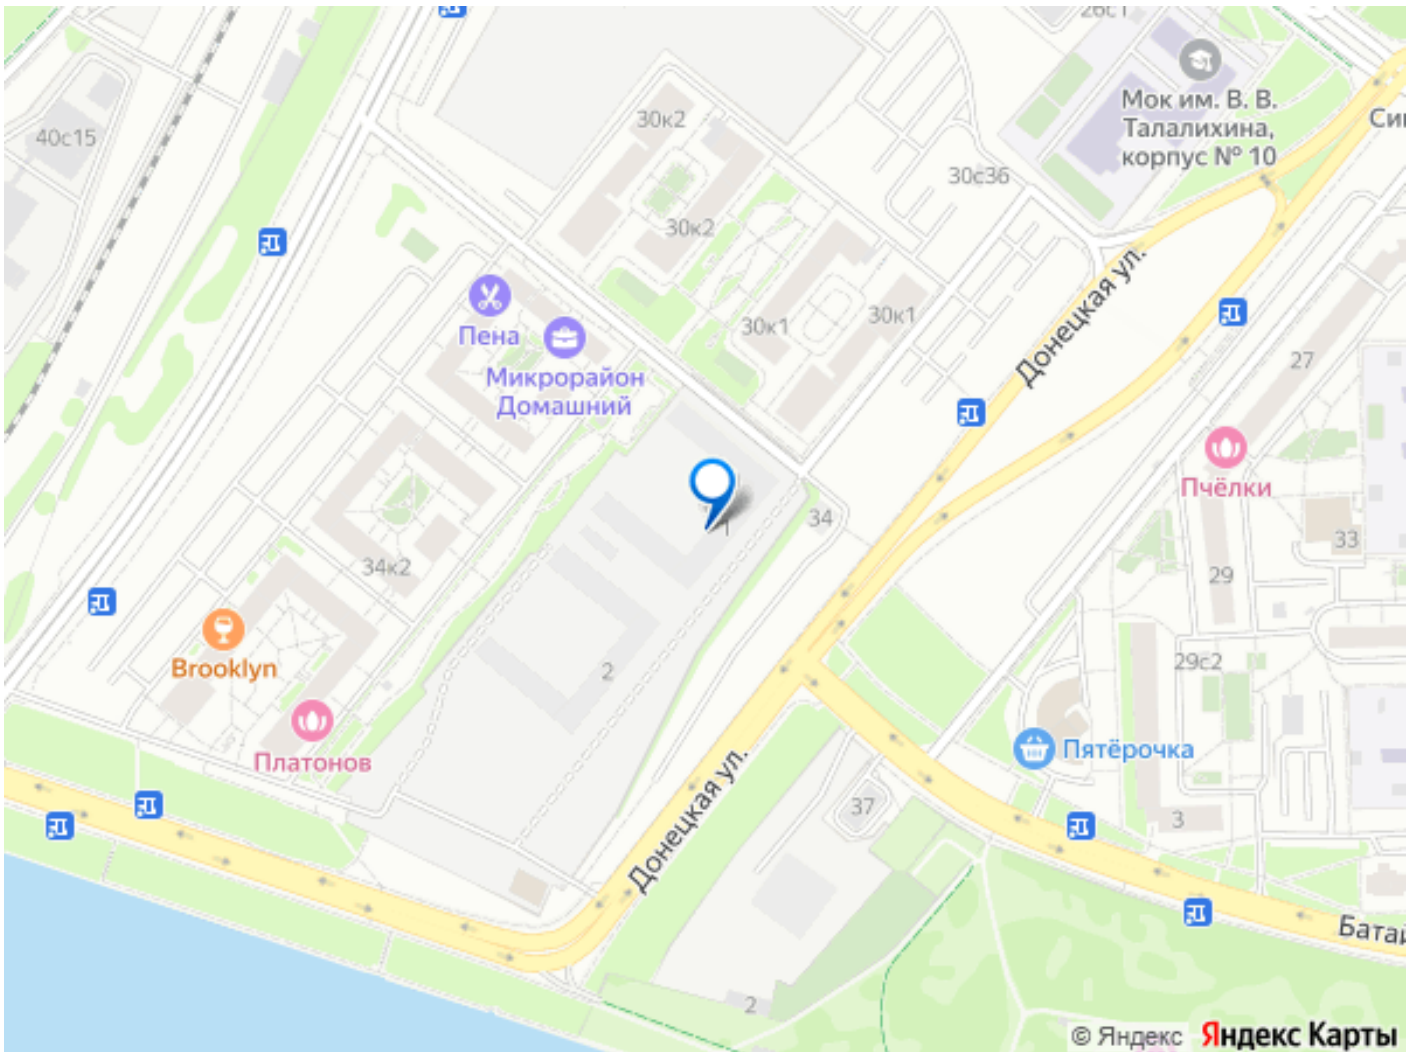 26с1
40с15
30к2
Мок им. В. В.
Талалихина,
корпус № 10
30с36
30к2
Донецкая ул.
Пена
30к1
30к1
27
Микрорайон
Домашний
Пчёлки
34
1
33
34к2
29
Brooklyn
2
29с2
Платонов
Пятёрочка
Донецкая ул.
37
3
2
© Яндекс
Яндекс Карты